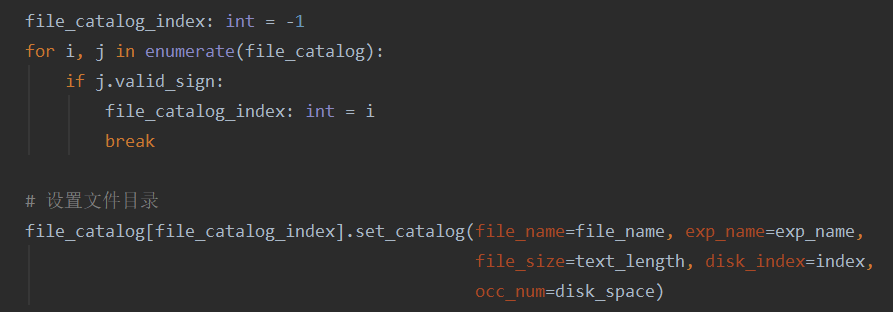 file_catalog_index: int = -1
for i, j in enumerate(file_catalog):
    if j.valid_sign:
        file_catalog_index: int = i
        break

# 设置文件目录
file_catalog[file_catalog_index].set_catalog(file_name=file_name, exp_name=exp_name,
                                             file_size=text_length, disk_index=index,
                                             occ_num=disk_space)